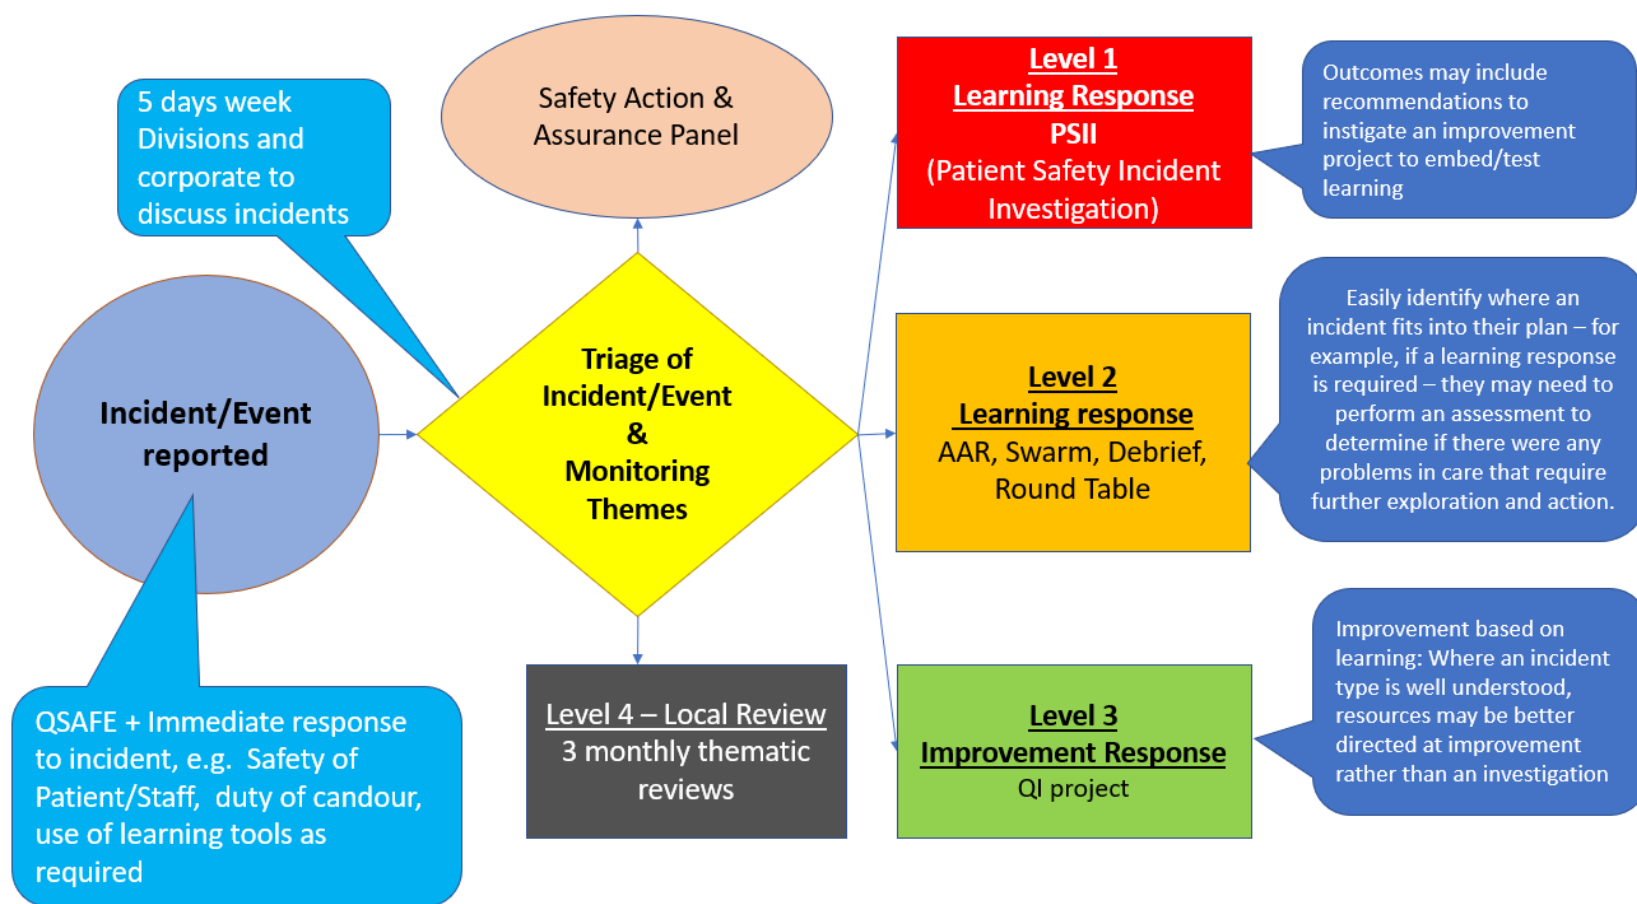 5 days week
Divisions and
corporate to
discuss incidents
Safety Action &
Assurance Panel
Level 1
Learning Response
PSII
(Patient Safety Incident
Investigation)
Outcomes may include
recommendations to
instigate an improvement
project to embed/test
learning
Incident/Event
reported
Triage of
Incident/Event
&
Monitoring
Themes
Level 2
Learning response
AAR, Swarm, Debrief,
Round Table
Easily identify where an
incident fits into their plan – for
example, if a learning response
is required – they may need to
perform an assessment to
determine if there were any
problems in care that require
further exploration and action.
QSAFE + Immediate response
to incident, e.g. Safety of
Patient/Staff, duty of candour,
use of learning tools as
required
Level 4 – Local Review
3 monthly thematic
reviews
Level 3
Improvement Response
QI project
Improvement based on
learning: Where an incident
type is well understood,
resources may be better
directed at improvement
rather than an investigation